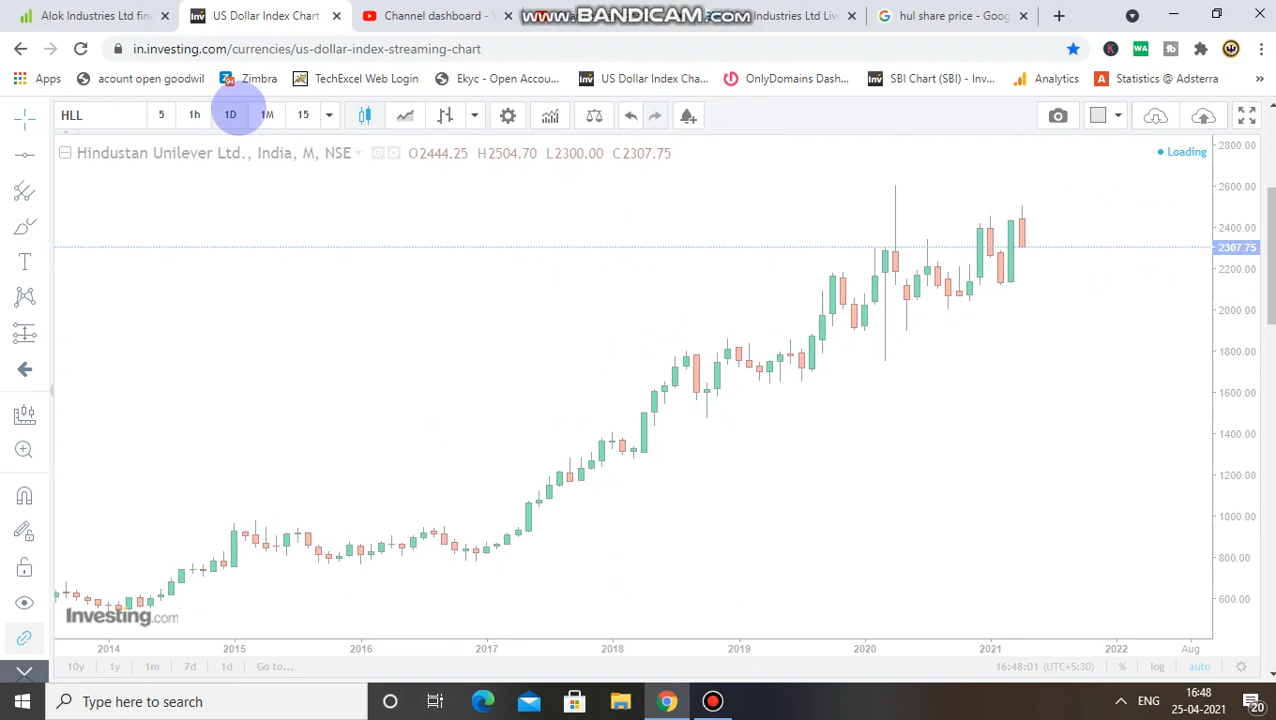 Alok Industries Ltd fina
US Dollar Index Chart
Channel dashboard -
WWW.BANDICAM.COM
Industries Ltd Liv
hul share price - Goog
in.investing.com/currencies/us-dollar-index-streaming-chart
Apps
acount open goodwil
Zimbra
TechExcel Web Login
Ekyc - Open Accou...
US Dollar Index Cha...
OnlyDomains Dash...
SBI Chart (SBI) - Inv...
Analytics
Statistics @ Adsterra
HLL
5
1h
1D
1M
15
Hindustan Unilever Ltd., India, M, NSE
O2444.25 H2504.70 L2300.00 C2307.75
Loading
2800.00
2600.00
2400.00
2307.75
2200.00
2000.00
1800.00
1600.00
1400.00
1200.00
1000.00
800.00
600.00
Investing.com
2014 2015 2016 2017 2018 2019 2020 2021 2022 Aug
10y 1y 1m 7d 1d Go to...
16:48:01 (UTC+5:30) % log auto
Type here to search
ENG
16:48
25-04-2021
20